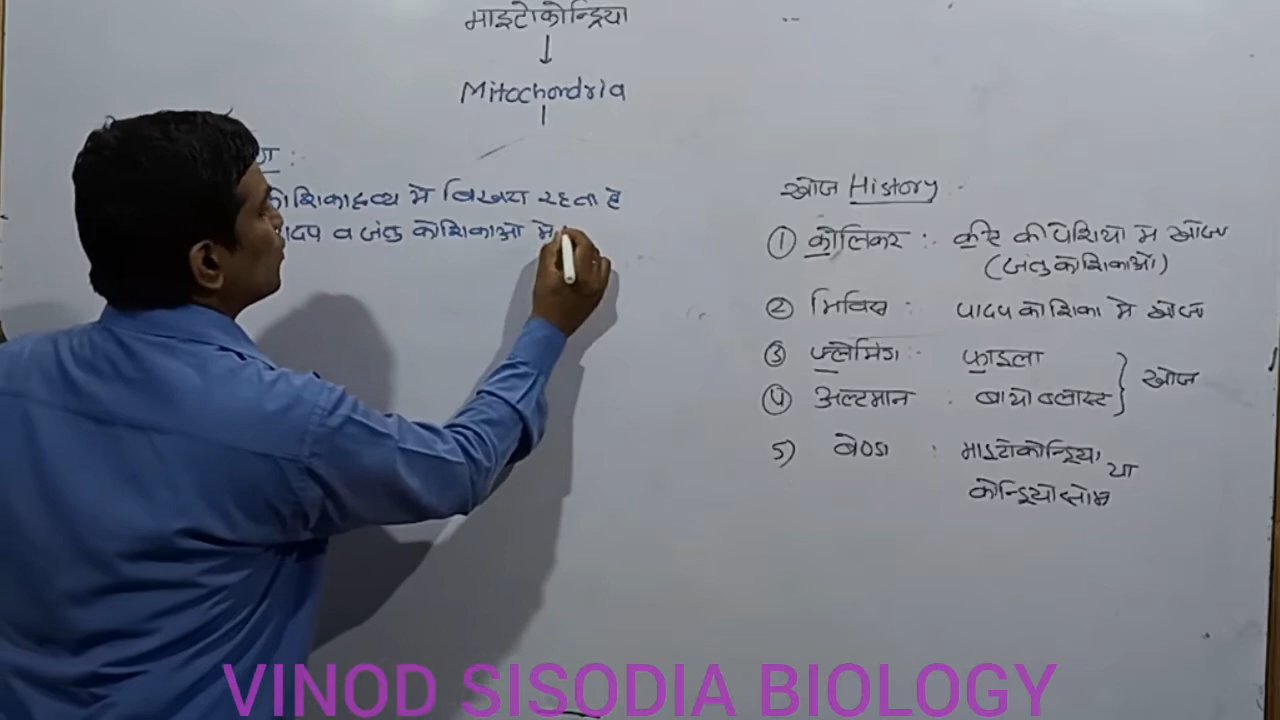 माइटोकोन्ड्रिया
Mitochondria
कोशिकाद्रव्य मे बिखरा रहता है
पादप व जंतु कोशिकाओ मे
खोज History :
① कोलिकर : कीट की पेशियो मे खोजा
(जंतु कोशिकाओ)
② मिविस : पादप कोशिका मे खोजा
③ फ्लेमिंग : फाइला
④ अल्टमान : बायोब्लास्ट
खोज
5) बेण्डा : माइटोकोन्ड्रिया या
कोन्ड्रियोसोम
VINOD SISODIA BIOLOGY